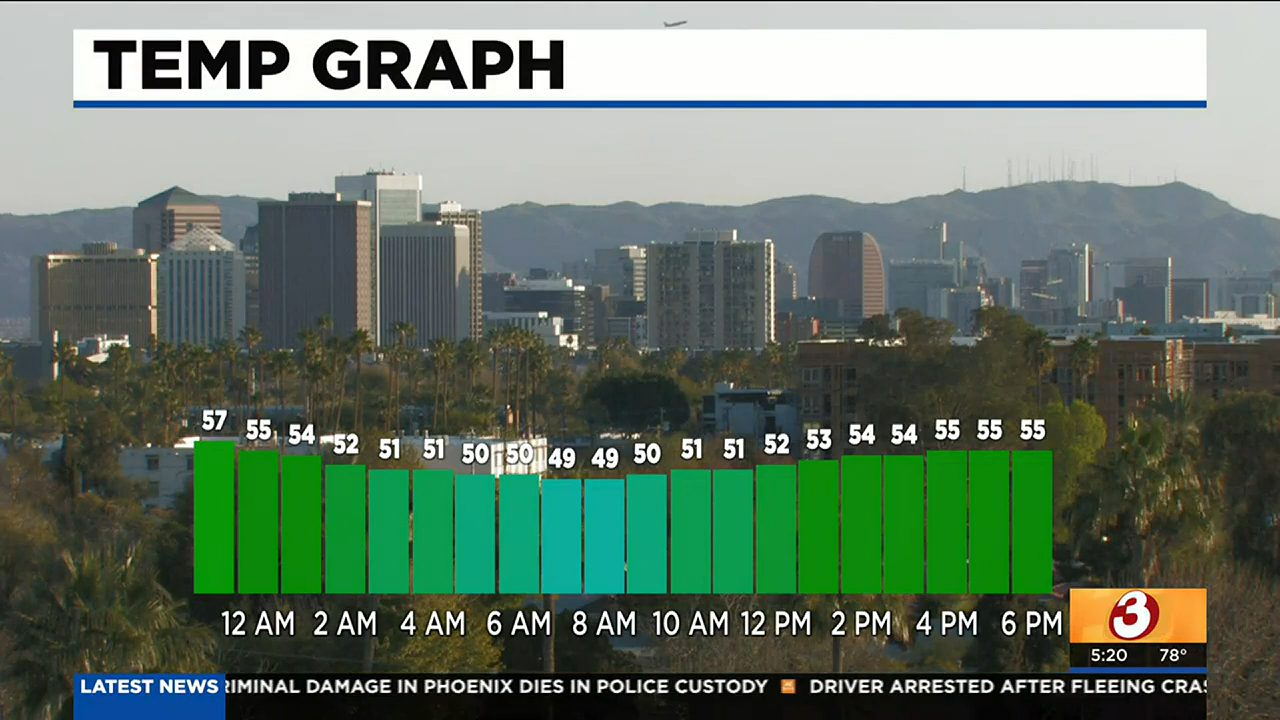 TEMP GRAPH
57 55 54 52 51 51 50 50 49 49 50 51 51 52 53 54 54 55 55 55
12 AM 2 AM 4 AM 6 AM 8 AM 10 AM 12 PM 2 PM 4 PM 6 PM
3
5:20 78°
LATEST NEWS RIMINAL DAMAGE IN PHOENIX DIES IN POLICE CUSTODY DRIVER ARRESTED AFTER FLEEING CRAS